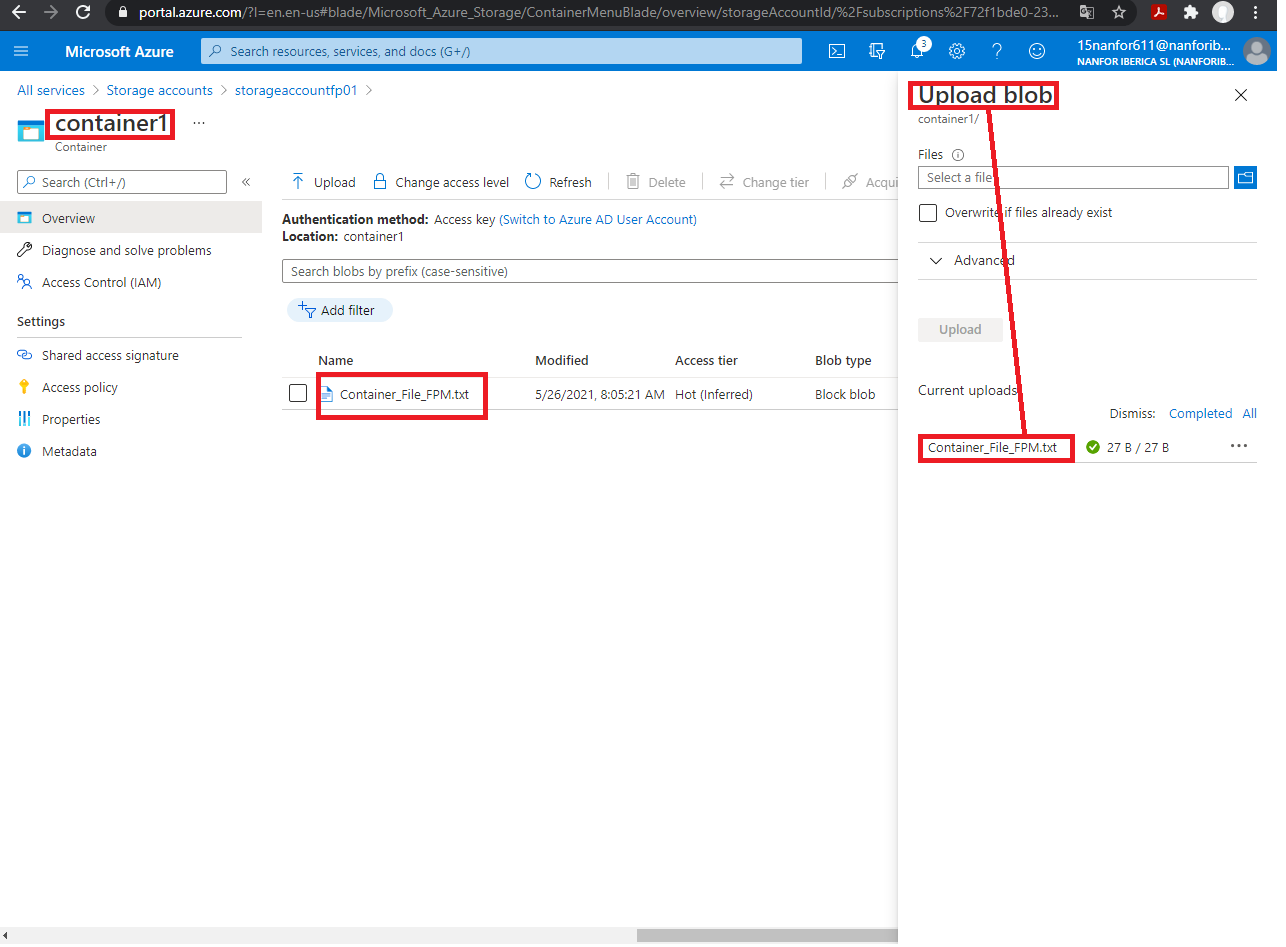 portal.azure.com/?l=en.en-us#blade/Microsoft_Azure_Storage/ContainerMenuBlade/overview/storageAccountId/%2Fsubscriptions%2F72f1bde0-23...
Microsoft Azure
Search resources, services, and docs (G+/)
3
15nanfor611@nanforib...
NANFOR IBERICA SL (NANFORIB...
All services > Storage accounts > storageaccountfp01 >
container1 ...
Container
Search (Ctrl+/)
«
Overview
Diagnose and solve problems
Access Control (IAM)
Settings
Shared access signature
Access policy
Properties
Metadata
Upload
Change access level
Refresh
Delete
Change tier
Acqui
Authentication method: Access key (Switch to Azure AD User Account)
Location: container1
Search blobs by prefix (case-sensitive)
Add filter
Name Modified Access tier Blob type
Container_File_FPM.txt 5/26/2021, 8:05:21 AM Hot (Inferred) Block blob
Upload blob
container1/
Files
Select a file
Overwrite if files already exist
Advanced
Upload
Current uploads
Dismiss: Completed All
Container_File_FPM.txt 27 B / 27 B ...